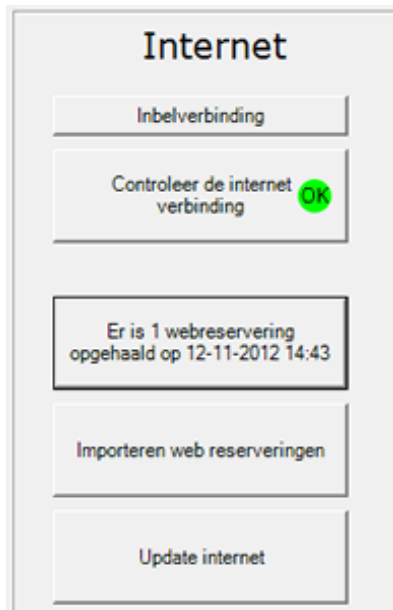 Internet
Inbelverbinding
Controleer de internet
verbinding
OK
Er is 1 webreservering
opgehaald op 12-11-2012 14:43
Importeren web reserveringen
Update internet